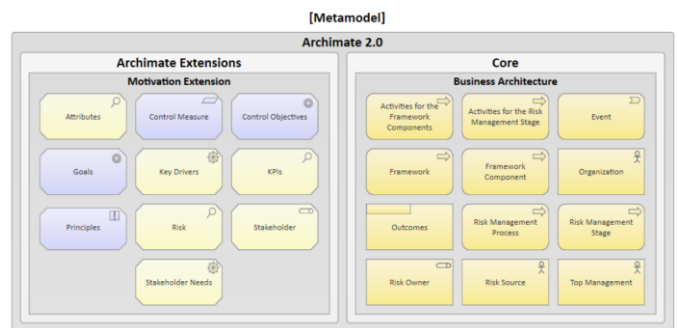 [Metamodel]
Archimate 2.0
Archimate Extensions
Motivation Extension
Attributes
Control Measure
Control Objectives
Goals
Key Drivers
KPIs
Principles
Risk
Stakeholder
Stakeholder Needs
Core
Business Architecture
Activities for the
Framework
Components
Activities for the Risk
Management Stage
Event
Framework
Framework
Component
Organization
Outcomes
Risk Management
Process
Risk Management
Stage
Risk Owner
Risk Source
Top Management